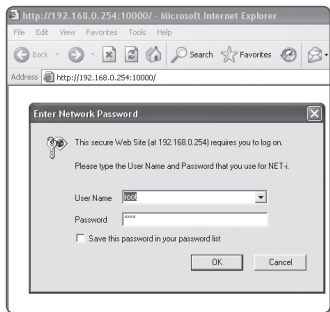 http://192.168.0.254:10000/ - Microsoft Internet Explorer
File Edit View Favorites Tools Help
Back Search Favorites
Address http://192.168.0.254:10000/
Enter Network Password
This secure Web Site (at 192.168.0.254) requires you to log on.
Please type the User Name and Password that you use for NET-i.
User Name
Password ****
Save this password in your password list
OK Cancel